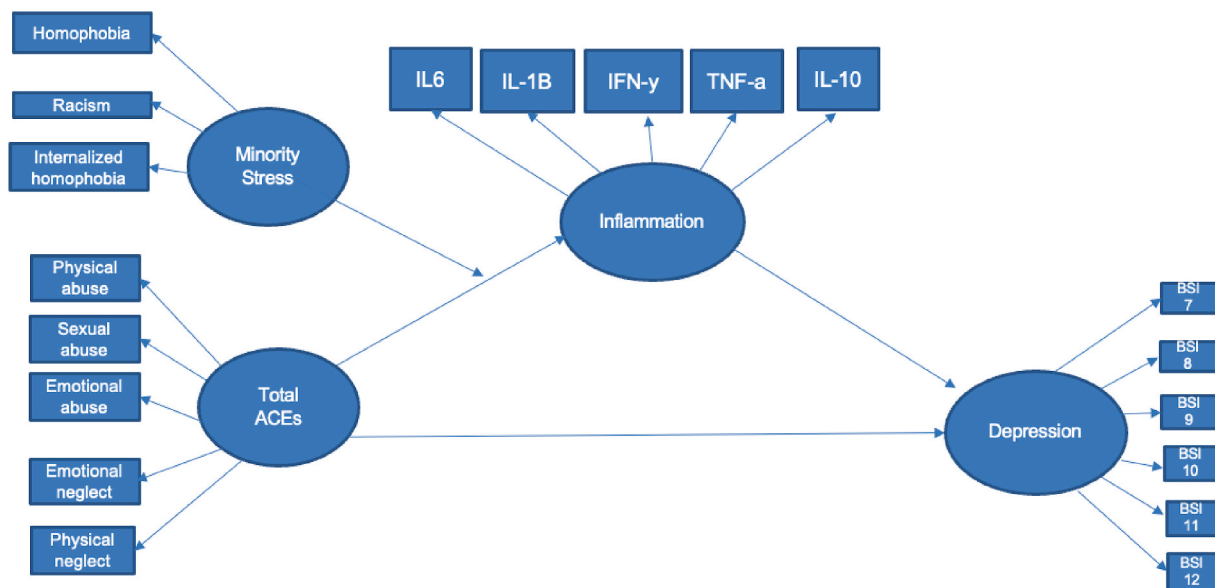 Homophobia
Racism
Internalized
homophobia
Minority
Stress
IL6
IL-1B
IFN-y
TNF-a
IL-10
Inflammation
Physical
abuse
Sexual
abuse
Emotional
abuse
Emotional
neglect
Physical
neglect
Total
ACEs
Depression
BSI
7
BSI
8
BSI
9
BSI
10
BSI
11
BSI
12